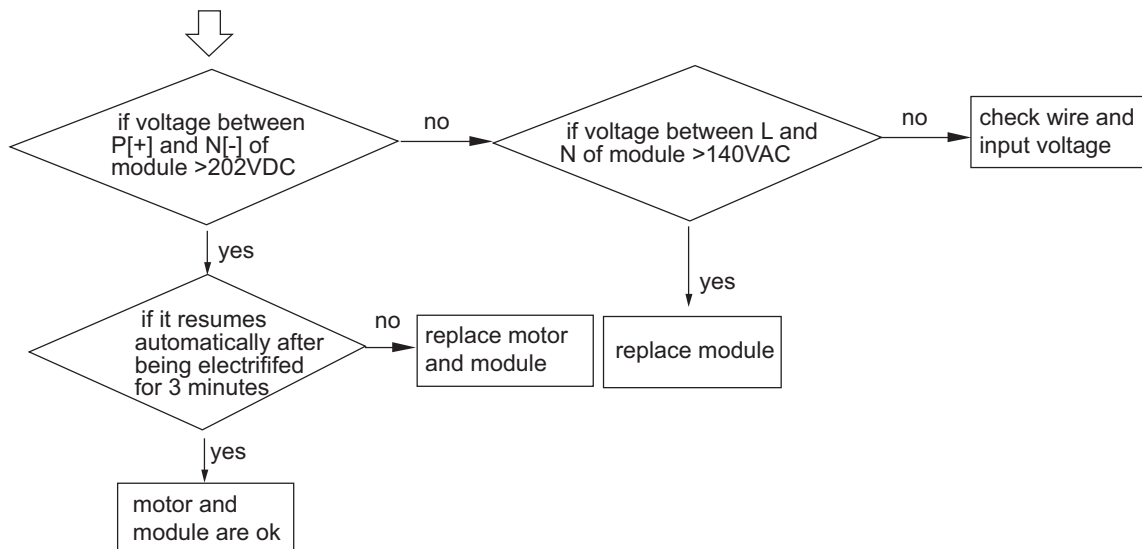 if voltage between
P[+] and N[-] of
module >202VDC
no
if voltage between L and
N of module >140VAC
no
check wire and
input voltage
yes
yes
if it resumes
automatically after
being electrififed
for 3 minutes
no
replace motor
and module
replace module
yes
motor and
module are ok